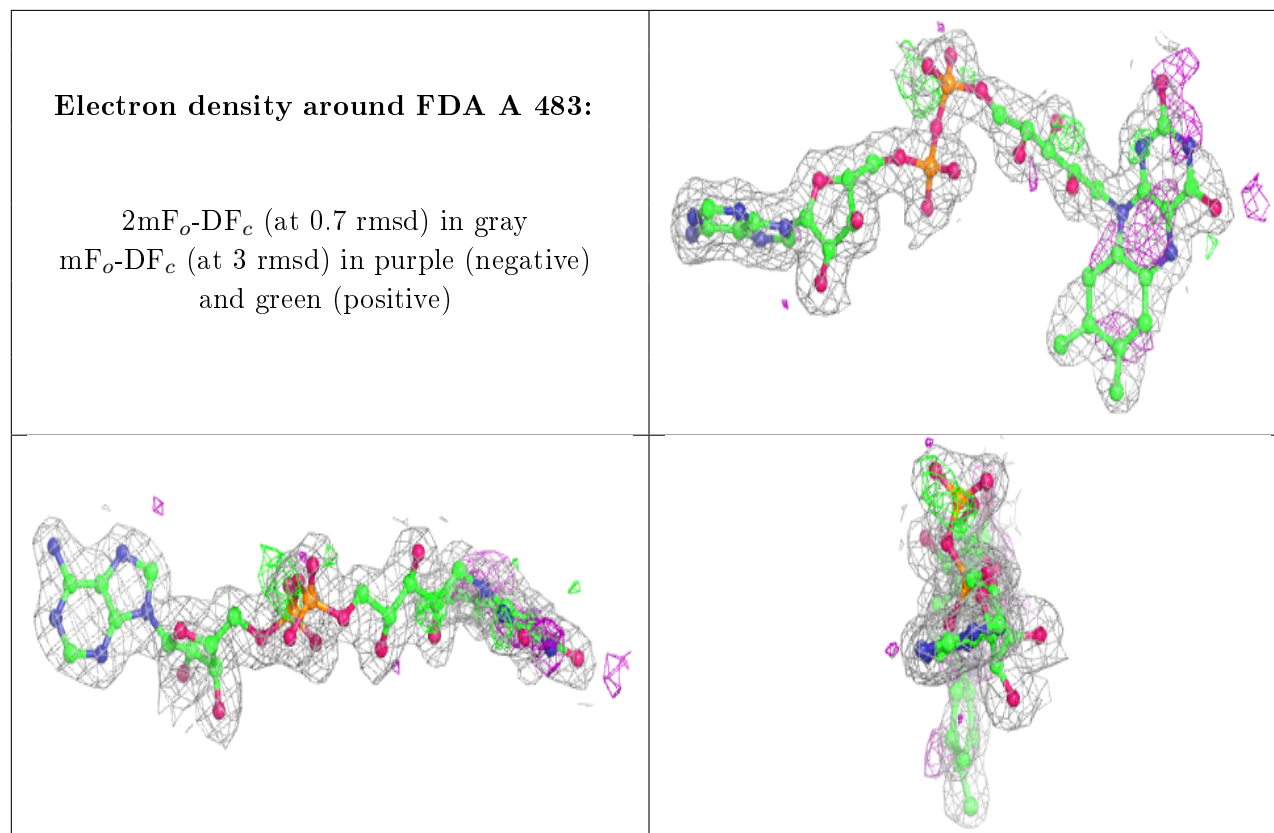 Electron density around FDA A 483:
2mFo-DFc (at 0.7 rmsd) in gray
mFo-DFc (at 3 rmsd) in purple (negative)
and green (positive)